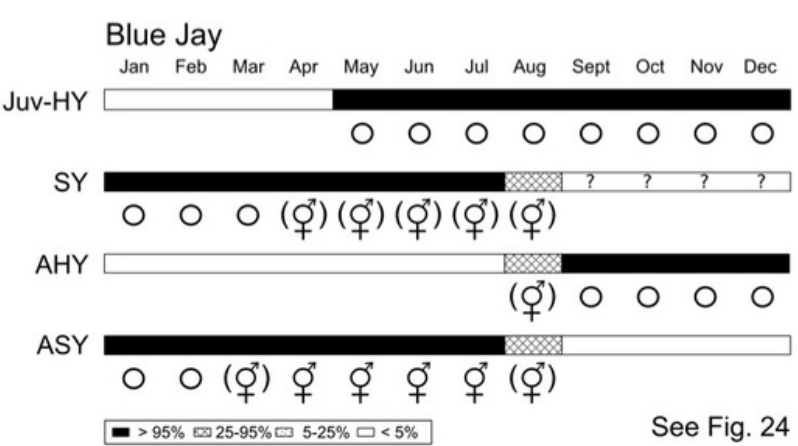 Blue Jay
Jan Feb Mar Apr May Jun Jul Aug Sept Oct Nov Dec
Juv-HY
SY ? ? ? ?
AHY
ASY
> 95% 25-95% 5-25% < 5%
See Fig. 24